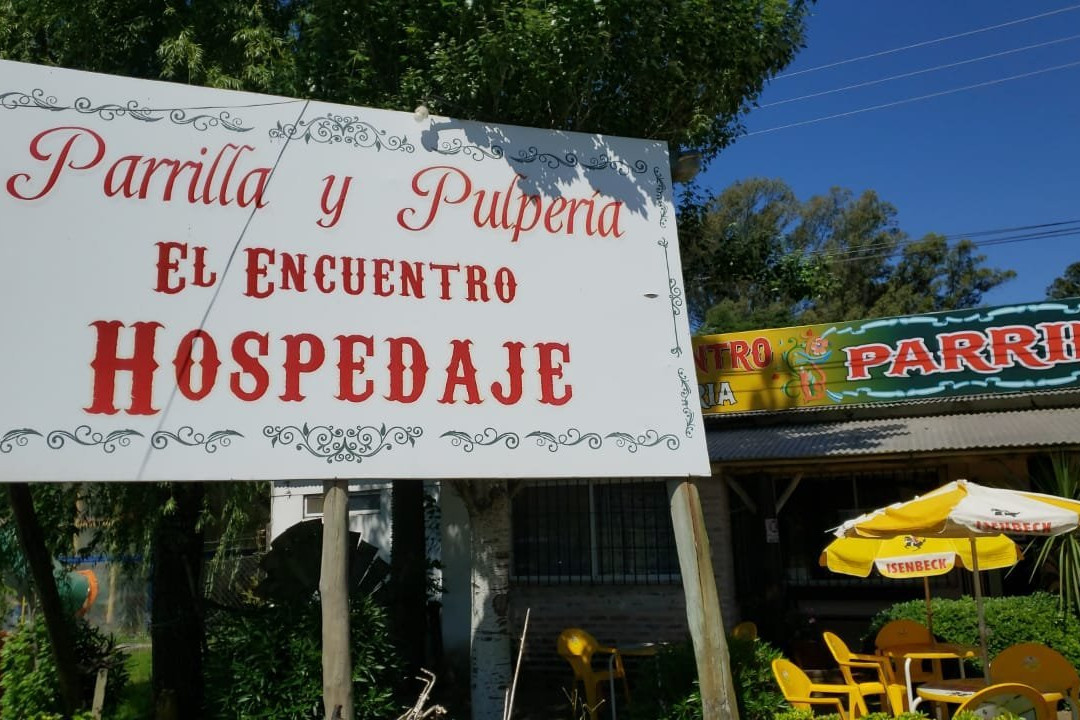 Parrilla y Pulpería
EL ENCUENTRO
HOSPEDAJE
NTRO
RIA
PARRI
ISENBECK
ISENBECK